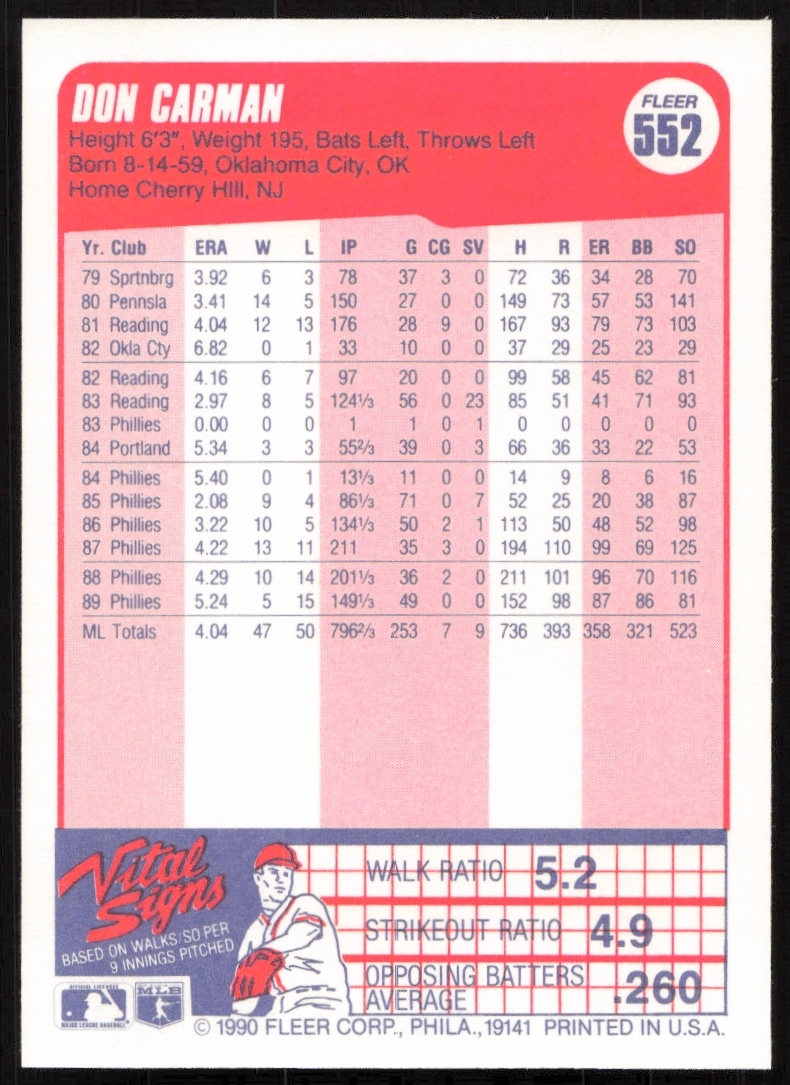 DON CARMAN
FLEER
552
Height 6'3", Weight 195, Bats Left, Throws Left
Born 8-14-59, Oklahoma City, OK
Home Cherry HIll, NJ
Yr. Club ERA W L IP G CG SV H R ER BB SO
79 Sprtnbrg 3.92 6 3 78 37 3 0 72 36 34 28 70
80 Pennsla 3.41 14 5 150 27 0 0 149 73 57 53 141
81 Reading 4.04 12 13 176 28 9 0 167 93 79 73 103
82 Okla Cty 6.82 0 1 33 10 0 0 37 29 25 23 29
82 Reading 4.16 6 7 97 20 0 0 99 58 45 62 81
83 Reading 2.97 8 5 124⅓ 56 0 23 85 51 41 71 93
83 Phillies 0.00 0 0 1 1 0 1 0 0 0 0 0
84 Portland 5.34 3 3 55⅔ 39 0 3 66 36 33 22 53
84 Phillies 5.40 0 1 13⅓ 11 0 0 14 9 8 6 16
85 Phillies 2.08 9 4 86⅓ 71 0 7 52 25 20 38 87
86 Phillies 3.22 10 5 134⅓ 50 2 1 113 50 48 52 98
87 Phillies 4.22 13 11 211 35 3 0 194 110 99 69 125
88 Phillies 4.29 10 14 201⅓ 36 2 0 211 101 96 70 116
89 Phillies 5.24 5 15 149⅓ 49 0 0 152 98 87 86 81
ML Totals 4.04 47 50 796⅔ 253 7 9 736 393 358 321 523
Vital
Signs
BASED ON WALKS/SO PER
9 INNINGS PITCHED
WALK RATIO 5.2
STRIKEOUT RATIO 4.9
OPPOSING BATTERS
AVERAGE .260
OFFICIAL LICENSEE
MAJOR LEAGUE BASEBALL
MLB
© 1990 FLEER CORP., PHILA., 19141 PRINTED IN U.S.A.